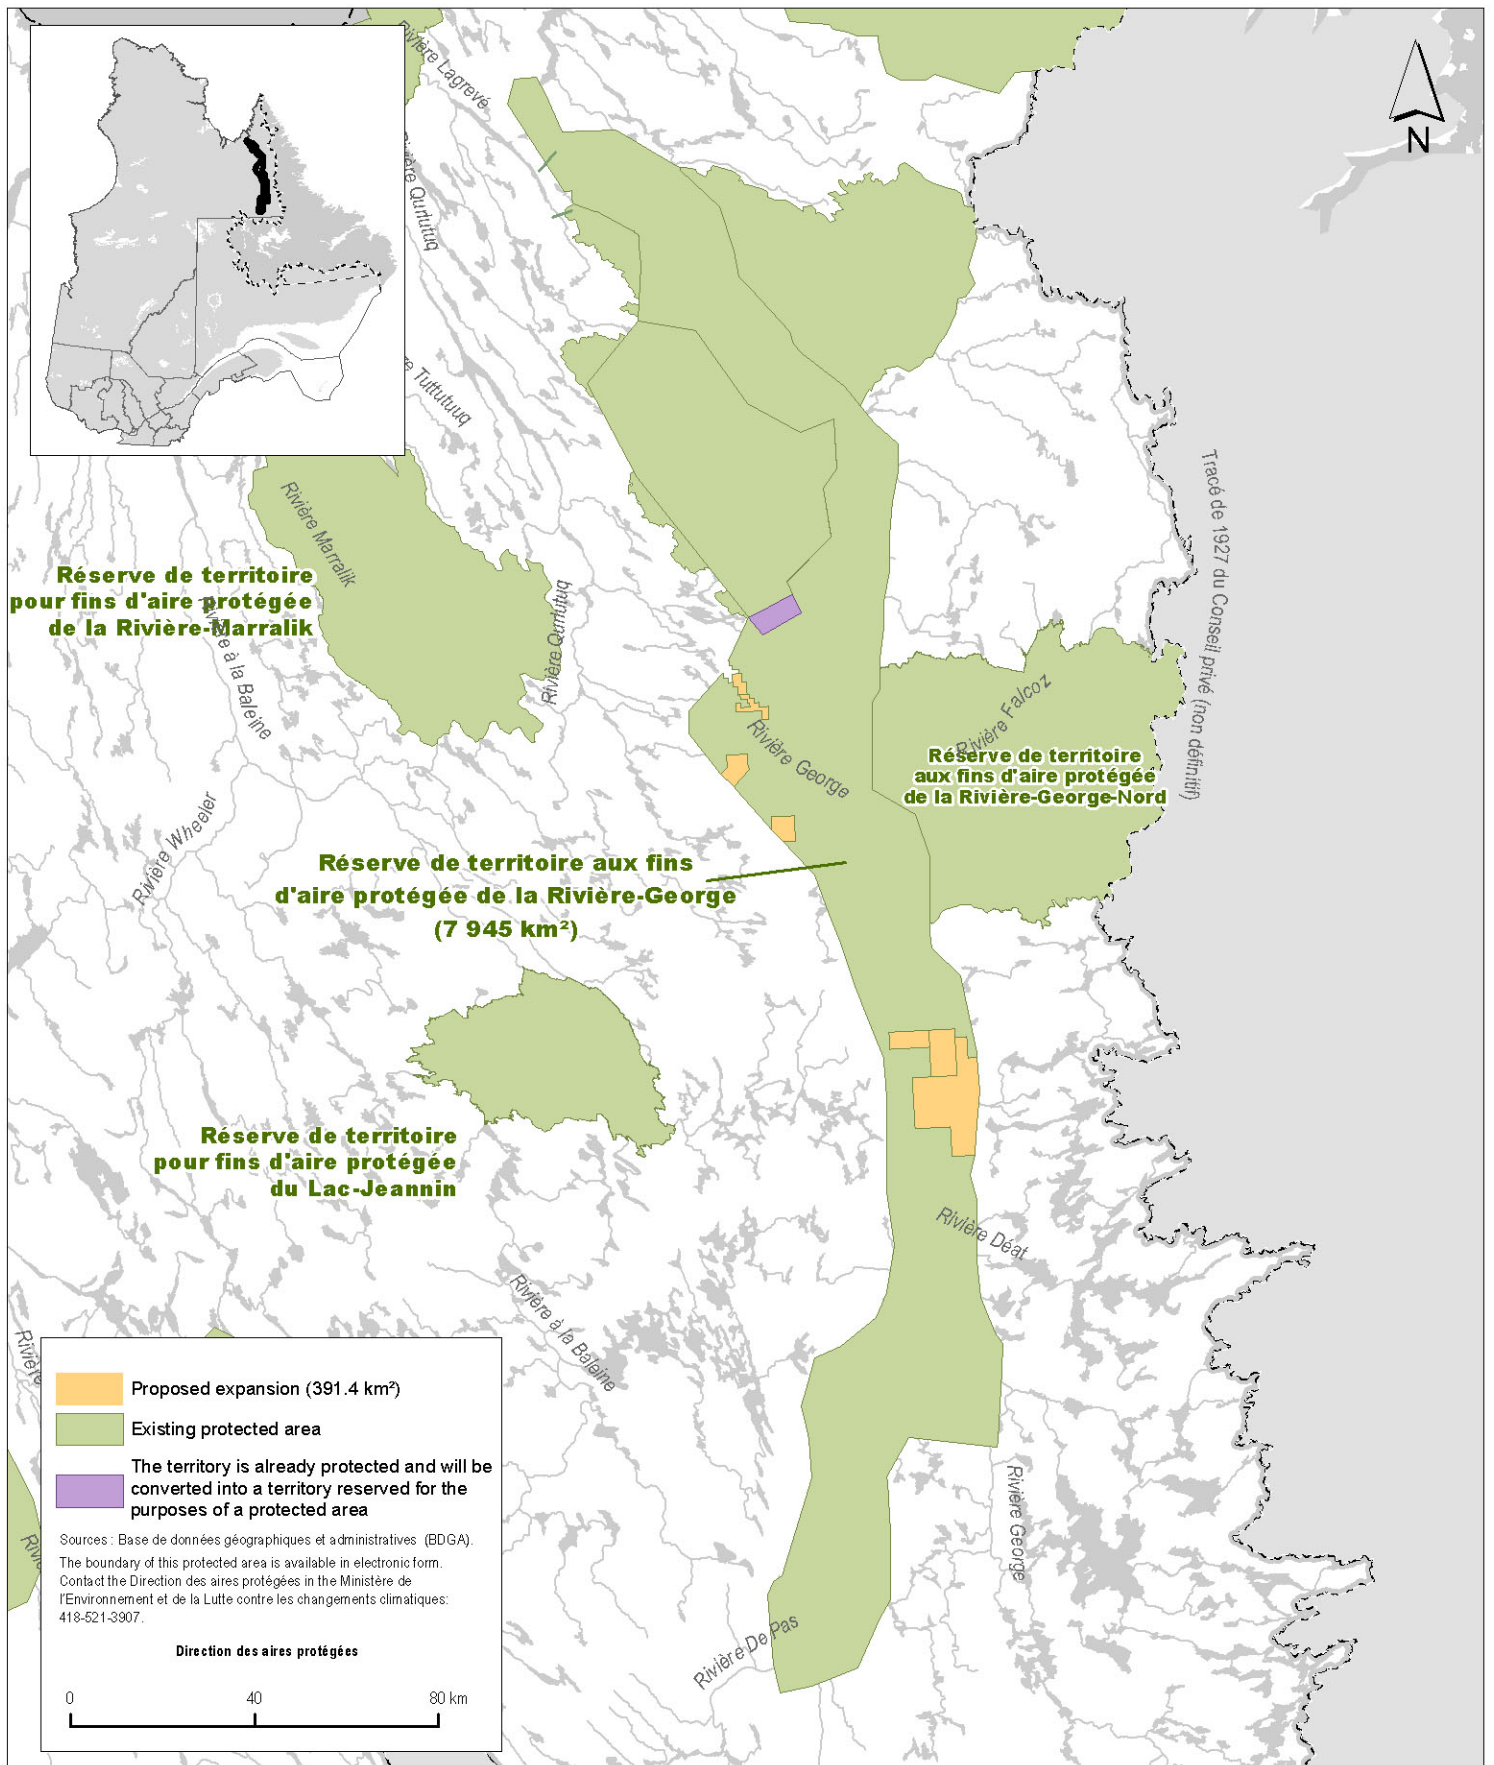 Rivière Lagrevé
N
Rivière Qurlutuq
re Tuttutuuq
Rivière Marralik
Tracé de 1927 du Conseil privé (non définitif)
Réserve de territoire
pour fins d'aire protégée
de la Rivière-Marralik
Rivière à la Baleine
Rivière Qurlutuq
Rivière Falcoz
Rivière George
Réserve de territoire
aux fins d'aire protégée
de la Rivière-George-Nord
Rivière Wheeler
Réserve de territoire aux fins
d'aire protégée de la Rivière-George
(7 945 km²)
Réserve de territoire
pour fins d'aire protégée
du Lac-Jeannin
Rivière Déat
Rivière à la Baleine
Rivière
Proposed expansion (391.4 km²)
Existing protected area
The territory is already protected and will be
converted into a territory reserved for the
purposes of a protected area
Sources : Base de données géographiques et administratives (BDGA).
The boundary of this protected area is available in electronic form.
Contact the Direction des aires protégées in the Ministère de
l'Environnement et de la Lutte contre les changements climatiques:
418-521-3907.
Direction des aires protégées
0 40 80 km
Rivière George
Rivière De Pas